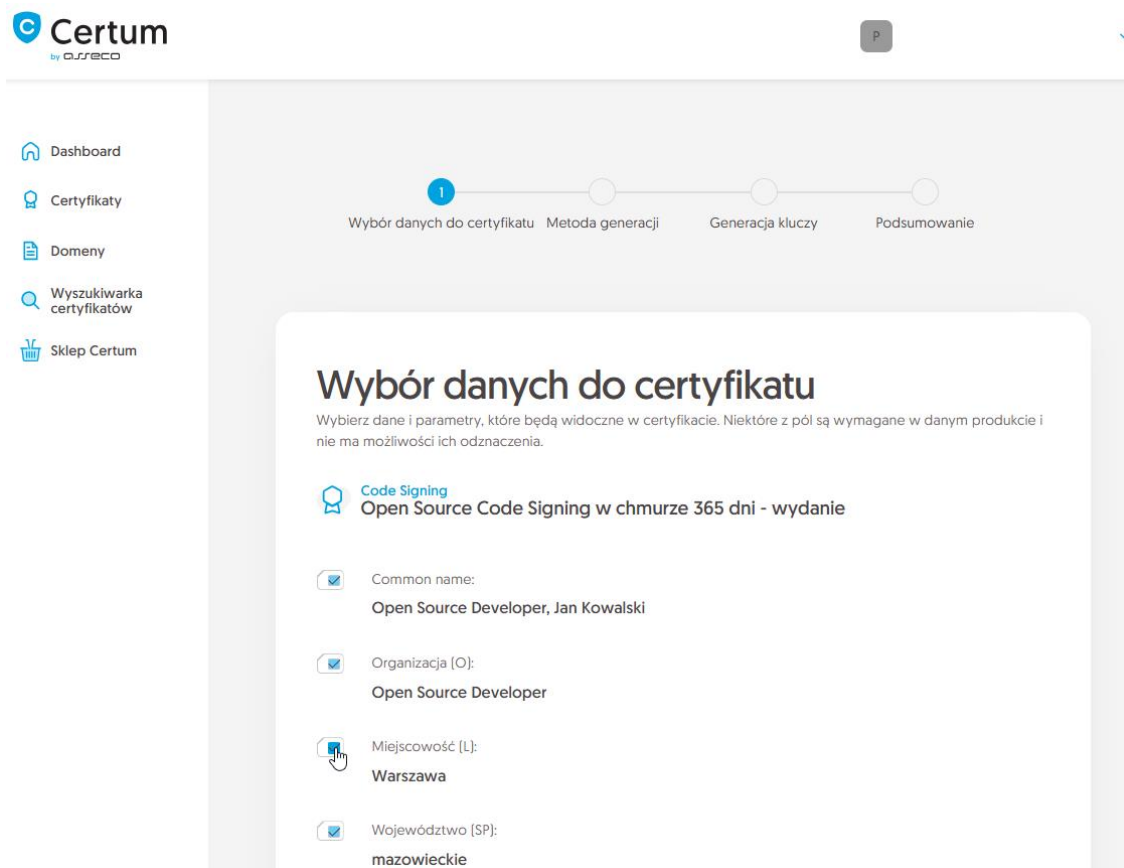 Certum
by asseco
P
Dashboard
Certyfikaty
Domeny
Wyszukiwarka
certyfikatów
Sklep Certum
1
Wybór danych do certyfikatu
Metoda generacji
Generacja kluczy
Podsumowanie
Wybór danych do certyfikatu
Wybierz dane i parametry, które będą widoczne w certyfikacie. Niektóre z pól są wymagane w danym produkcie i
nie ma możliwości ich odznaczenia.
Code Signing
Open Source Code Signing w chmurze 365 dni - wydanie
Common name:
Open Source Developer, Jan Kowalski
Organizacja (O):
Open Source Developer
Miejscowość (L):
Warszawa
Województwo (SP):
mazowieckie